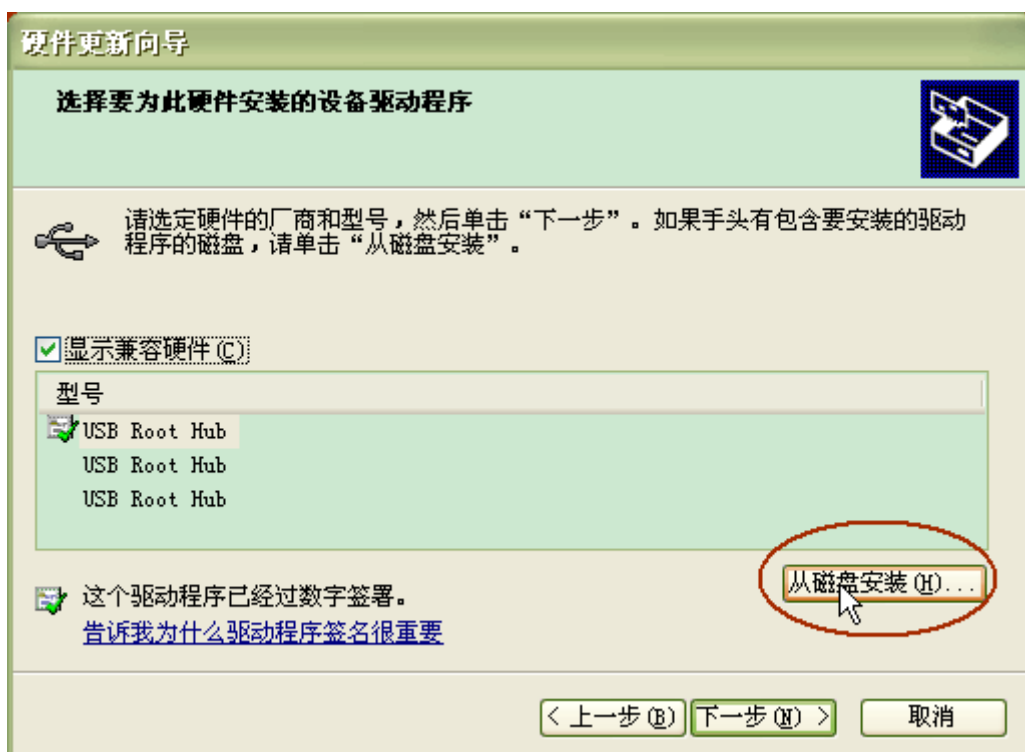 硬件更新向导
选择要为此硬件安装的设备驱动程序
请选定硬件的厂商和型号，然后单击“下一步”。如果手头有包含要安装的驱动
程序的磁盘，请单击“从磁盘安装”。
显示兼容硬件(C)
型号
USB Root Hub
USB Root Hub
USB Root Hub
从磁盘安装(H)...
这个驱动程序已经过数字签署。
告诉我为什么驱动程序签名很重要
< 上一步(B) 下一步(N) > 取消